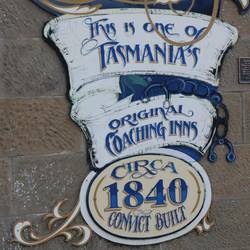 THIS IS ONE OF
TASMANIA'S
ORIGINAL
COACHING INNS
CIRCA
1840
CONVICT BUILT